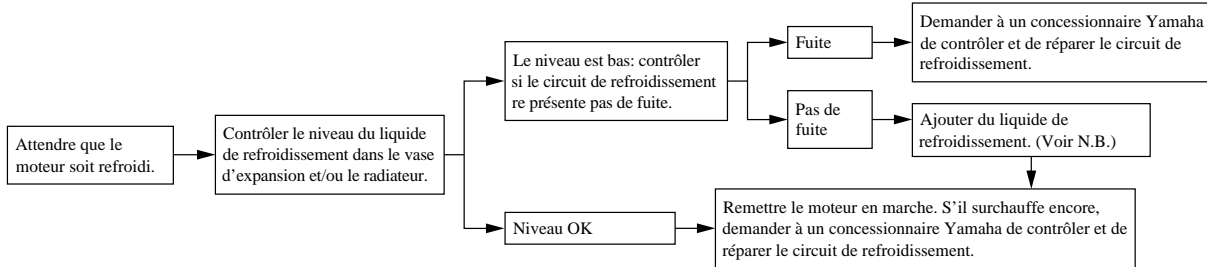 Attendre que le
moteur soit refroidi.
Contrôler le niveau du liquide
de refroidissement dans le vase
d’expansion et/ou le radiateur.
Le niveau est bas: contrôler
si le circuit de refroidissement
re présente pas de fuite.
Fuite
Demander à un concessionnaire Yamaha
de contrôler et de réparer le circuit de
refroidissement.
Pas de
fuite
Ajouter du liquide de
refroidissement. (Voir N.B.)
Niveau OK
Remettre le moteur en marche. S’il surchauffe encore,
demander à un concessionnaire Yamaha de contrôler et de
réparer le circuit de refroidissement.